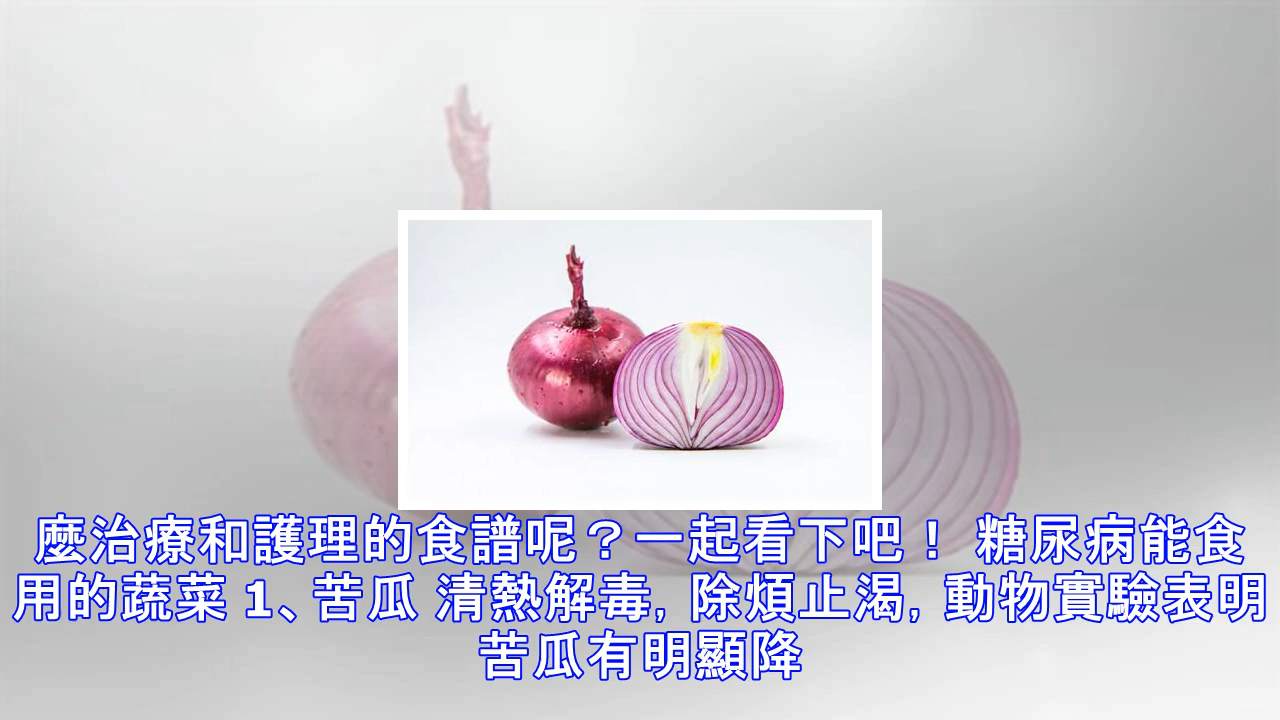 麼治療和護理的食譜呢？一起看下吧！ 糖尿病能食
用的蔬菜 1、苦瓜 清熱解毒, 除煩止渴, 動物實驗表明
苦瓜有明顯降